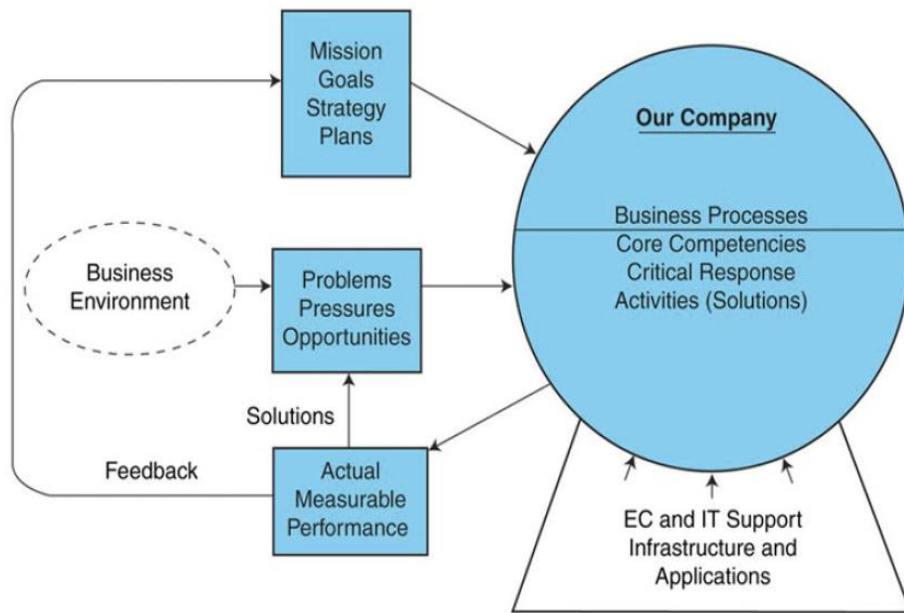 Mission
Goals
Strategy
Plans
Our Company
Business Processes
Core Competencies
Critical Response
Activities (Solutions)
Business
Environment
Problems
Pressures
Opportunities
Solutions
Feedback
Actual
Measurable
Performance
EC and IT Support
Infrastructure and
Applications